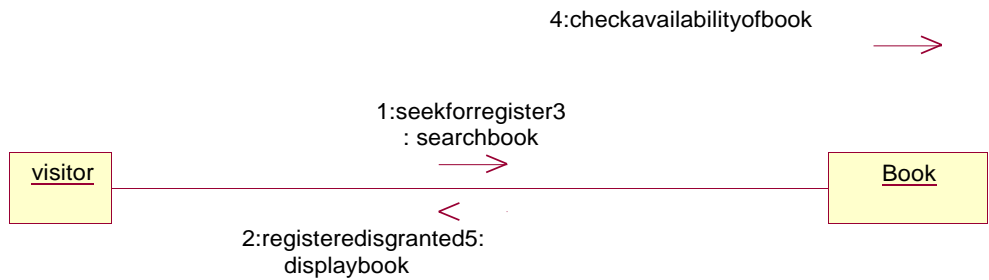 4:checkavailabilityofbook
1:seekforregister3
: searchbook
visitor
Book
2:registeredisgranted5:
displaybook